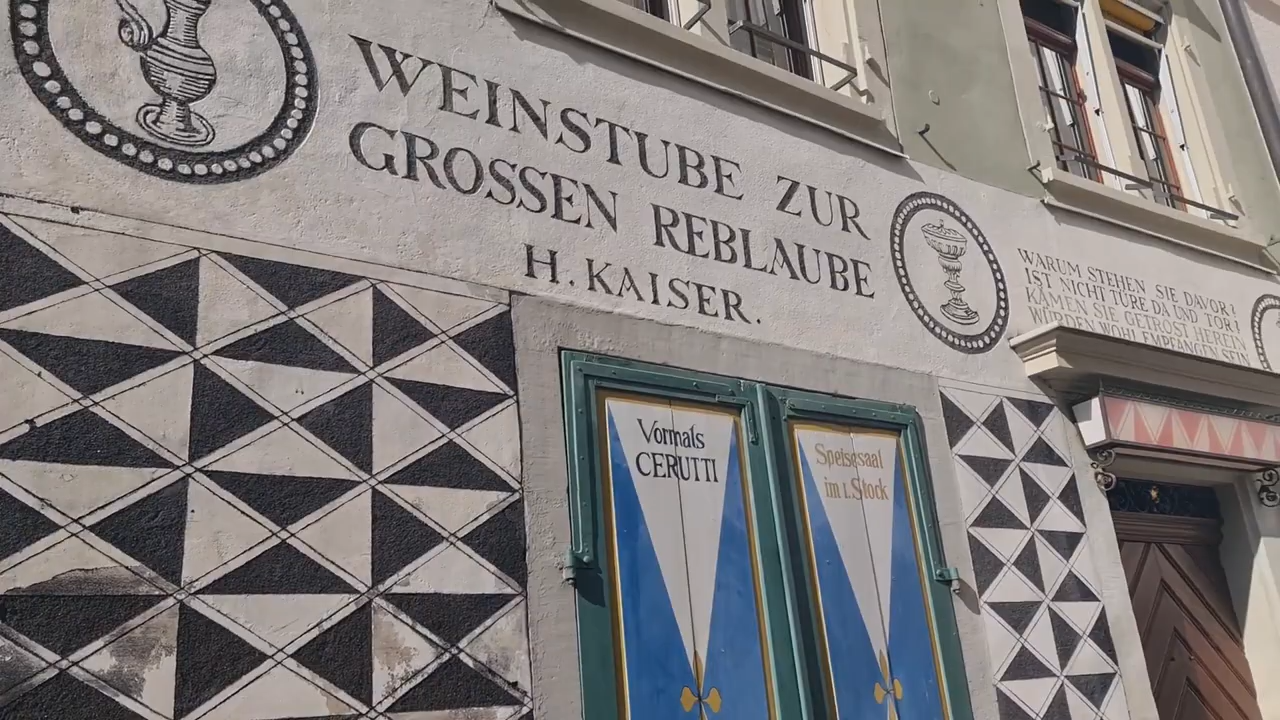 WEINSTUBE ZUR
GROSSEN REBLAUBE
H. KAISER.
WARUM STEHEN SIE DAVOR?
IST NICHT TÜRE DA UND TOR?
KÄMEN SIE GETROST HEREIN
WÜRDEN WOHL EMPFANGEN SEIN
Vormals
CERUTTI
Speisesaal
im 1. Stock